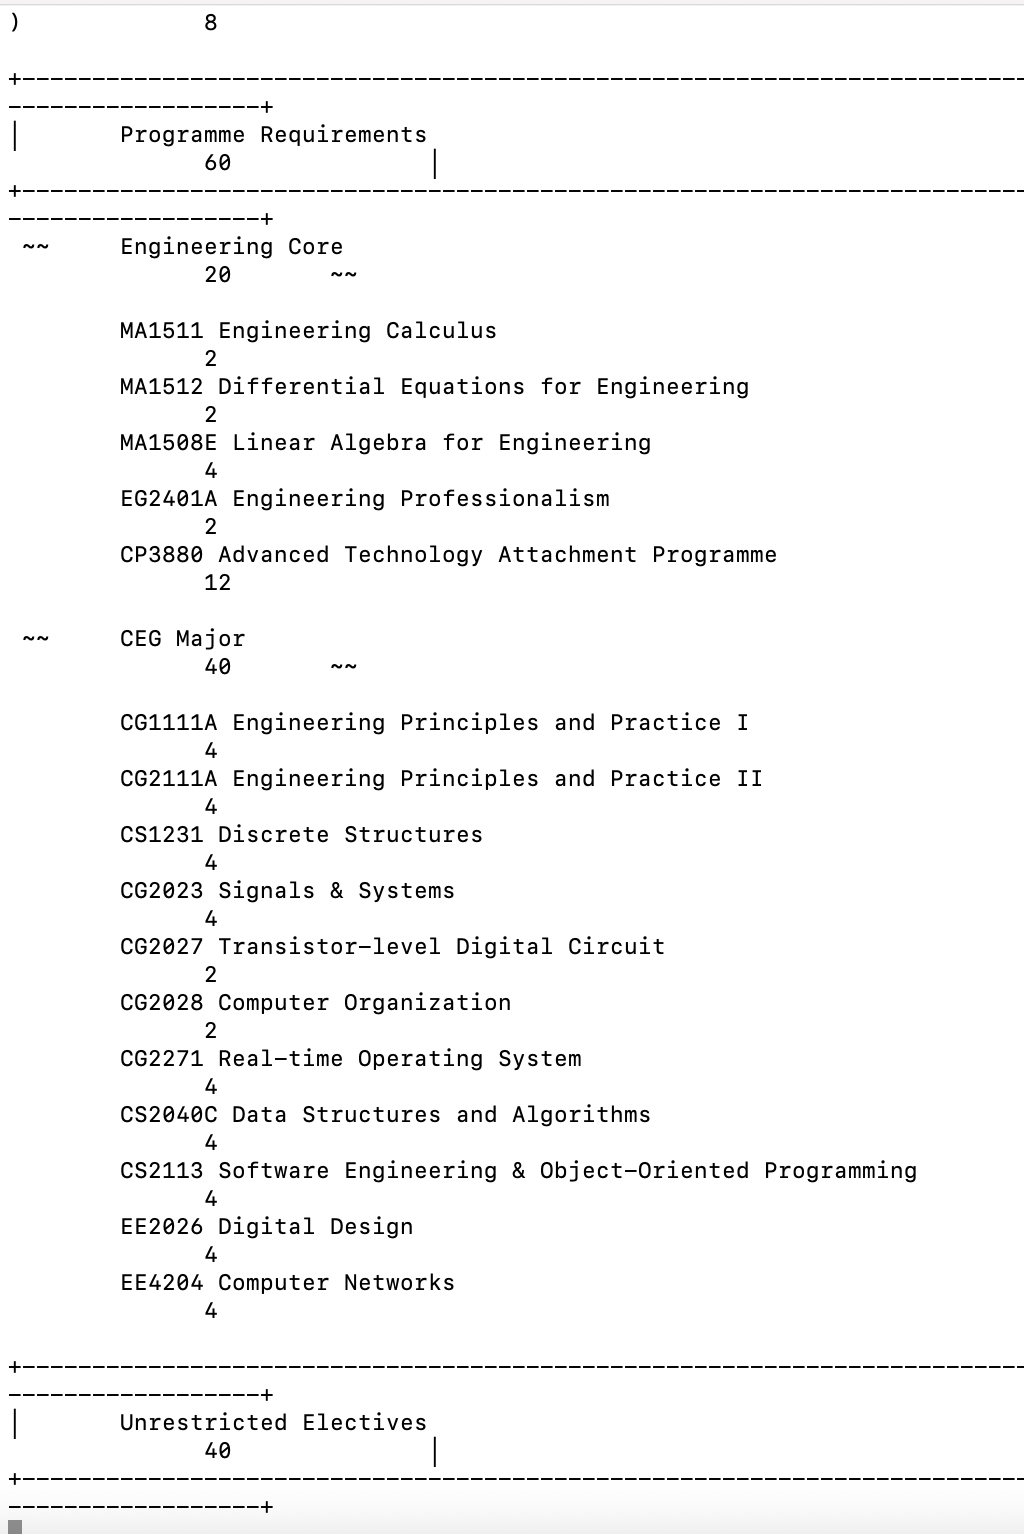 )             8
+------------------------------------------------------------------------
------------------+
|       Programme Requirements
              60              |
+------------------------------------------------------------------------
------------------+
 ~~     Engineering Core
              20       ~~
        MA1511 Engineering Calculus
              2
        MA1512 Differential Equations for Engineering
              2
        MA1508E Linear Algebra for Engineering
              4
        EG2401A Engineering Professionalism
              2
        CP3880 Advanced Technology Attachment Programme
              12
 ~~     CEG Major
              40       ~~
        CG1111A Engineering Principles and Practice I
              4
        CG2111A Engineering Principles and Practice II
              4
        CS1231 Discrete Structures
              4
        CG2023 Signals & Systems
              4
        CG2027 Transistor-level Digital Circuit
              2
        CG2028 Computer Organization
              2
        CG2271 Real-time Operating System
              4
        CS2040C Data Structures and Algorithms
              4
        CS2113 Software Engineering & Object-Oriented Programming
              4
        EE2026 Digital Design
              4
        EE4204 Computer Networks
              4
+------------------------------------------------------------------------
------------------+
|       Unrestricted Electives
              40              |
+------------------------------------------------------------------------
------------------+